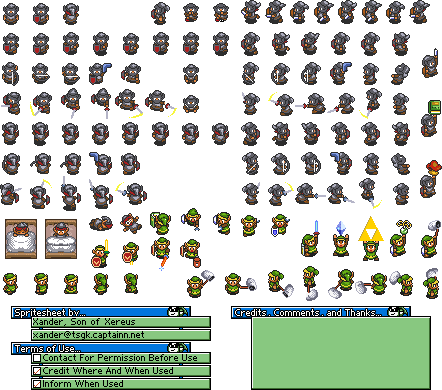 Spritesheet by...
Xander, Son of Xereus
xander@tsgk.captainn.net
Terms of Use...
Contact For Permission Before Use
Credit Where And When Used
Inform When Used
Credits.. Comments.. and Thanks...